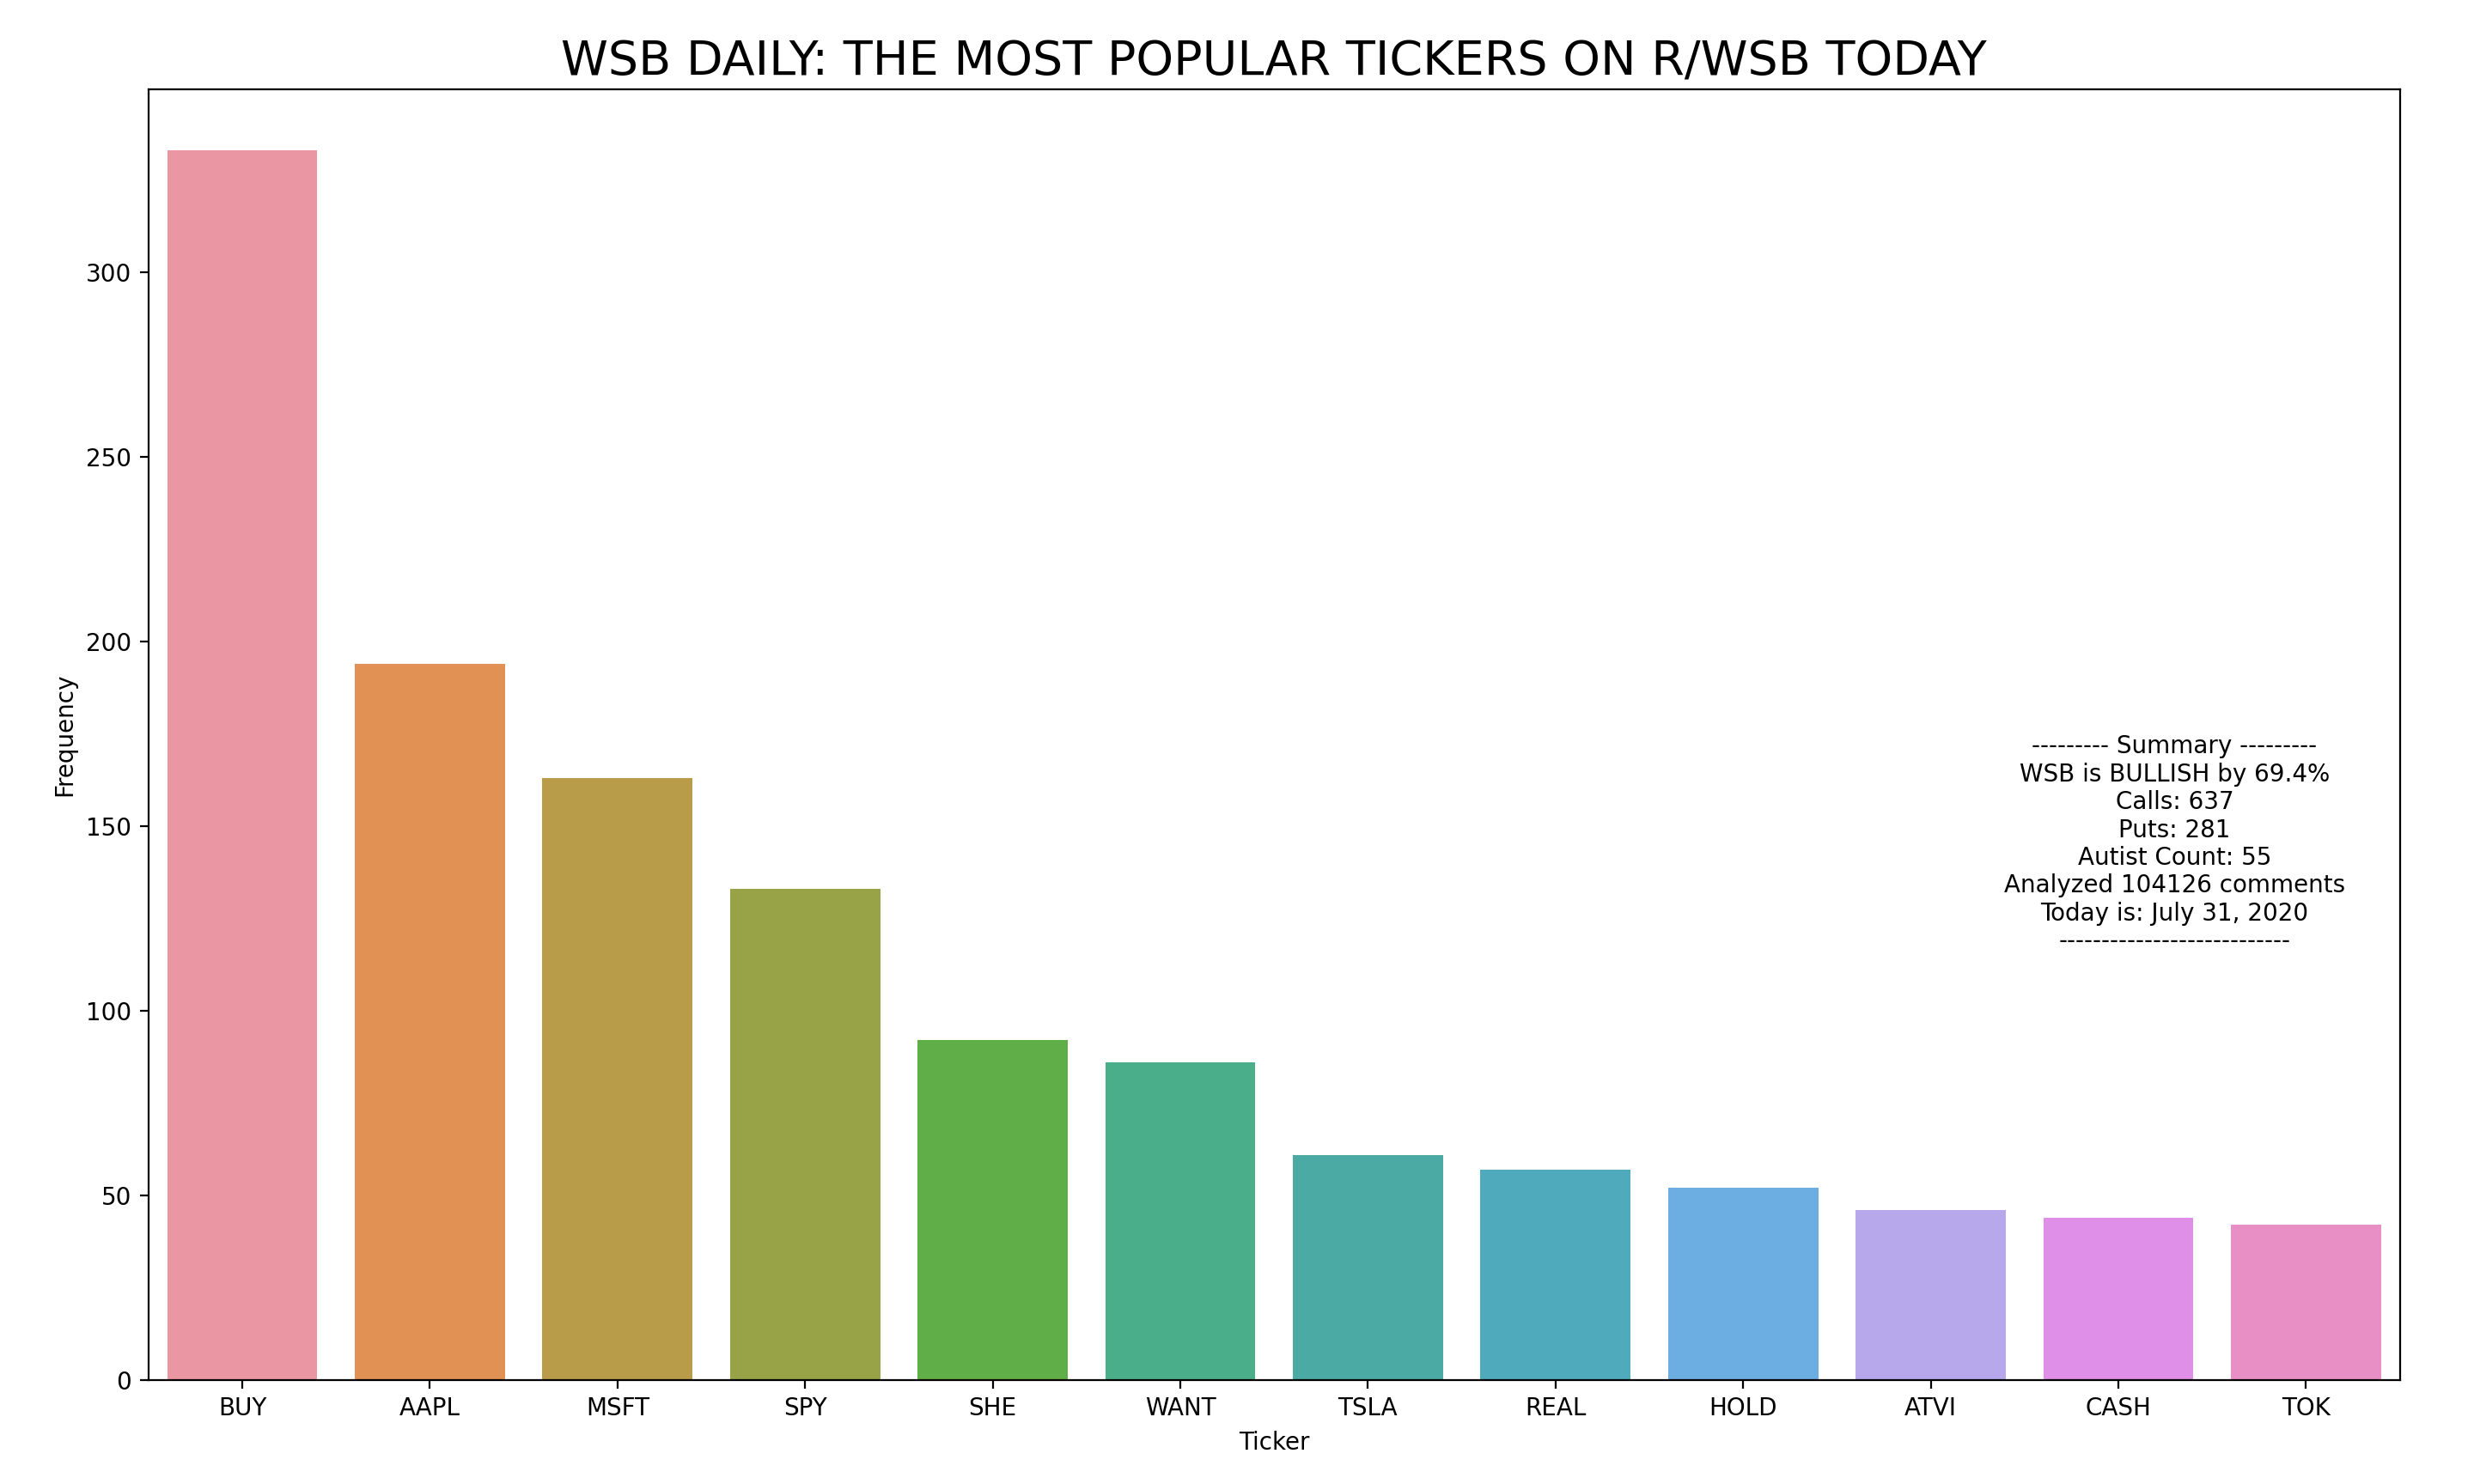 WSB DAILY: THE MOST POPULAR TICKERS ON R/WSB TODAY
300
250
200
150
100
50
0
Frequency
--------- Summary ---------
WSB is BULLISH by 69.4%
Calls: 637
Puts: 281
Autist Count: 55
Analyzed 104126 comments
Today is: July 31, 2020
---------------------------
BUY AAPL MSFT SPY SHE WANT TSLA REAL HOLD ATVI CASH TOK
Ticker